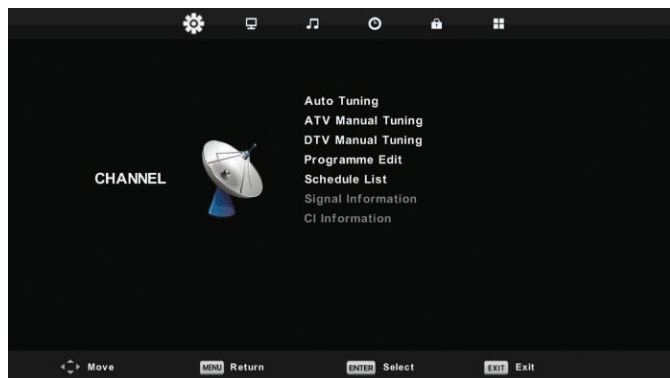 Auto Tuning
ATV Manual Tuning
DTV Manual Tuning
Programme Edit
CHANNEL
Schedule List
Signal Information
CI Information
Move
MENU Return
ENTER Select
EXIT Exit